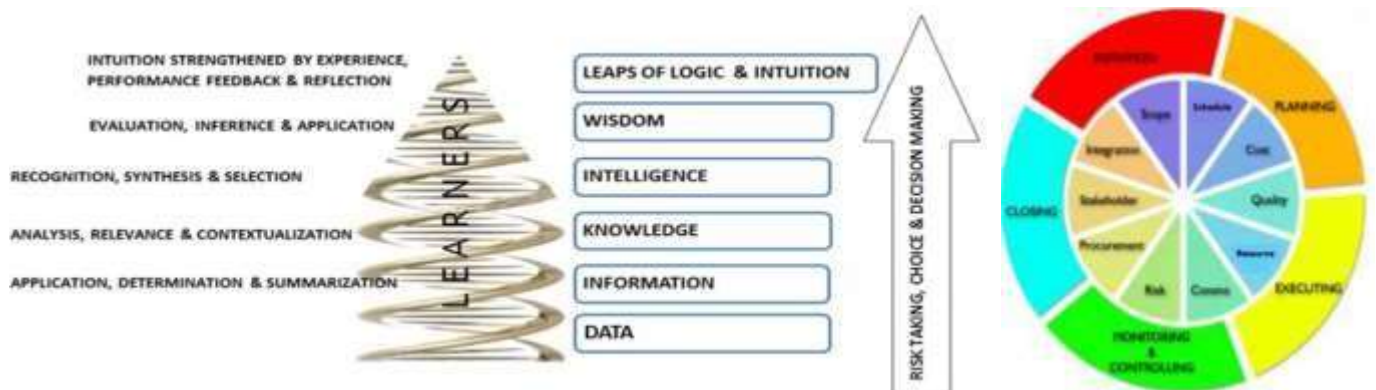 INTUITION STRENGTHENED BY EXPERIENCE,
PERFORMANCE FEEDBACK & REFLECTION
EVALUATION, INFERENCE & APPLICATION
RECOGNITION, SYNTHESIS & SELECTION
ANALYSIS, RELEVANCE & CONTEXTUALIZATION
APPLICATION, DETERMINATION & SUMMARIZATION
LEARNERS
LEAPS OF LOGIC & INTUITION
WISDOM
INTELLIGENCE
KNOWLEDGE
INFORMATION
DATA
RISK TAKING, CHOICE & DECISION MAKING
PLANNING
EXECUTING
MONITORING
&
CONTROLLING
CLOSING
Scope
Schedule
Cost
Quality
Resource
Comms
Risk
Procurement
Stakeholder
Integration